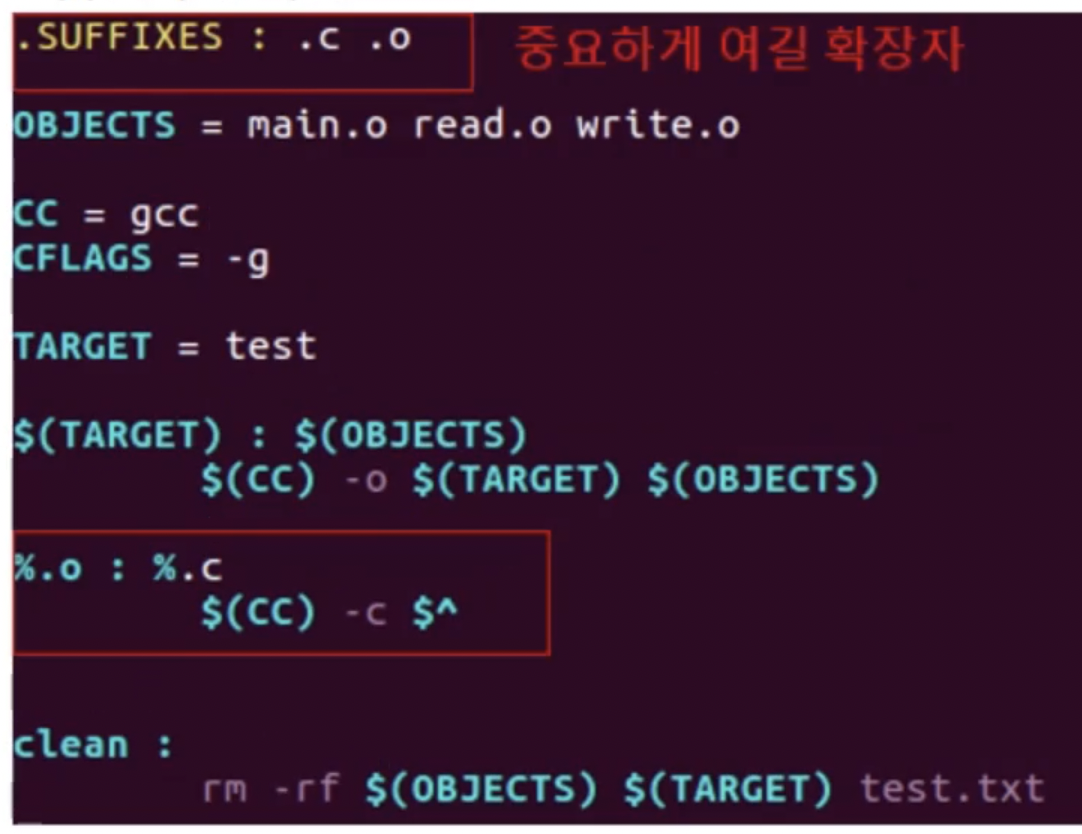 .SUFFIXES : .c .o 중요하게 여길 확장자
OBJECTS = main.o read.o write.o
CC = gcc
CFLAGS = -g
TARGET = test
$(TARGET) : $(OBJECTS)
$(CC) -o $(TARGET) $(OBJECTS)
%.o : %.c
$(CC) -c $^
clean :
rm -rf $(OBJECTS) $(TARGET) test.txt